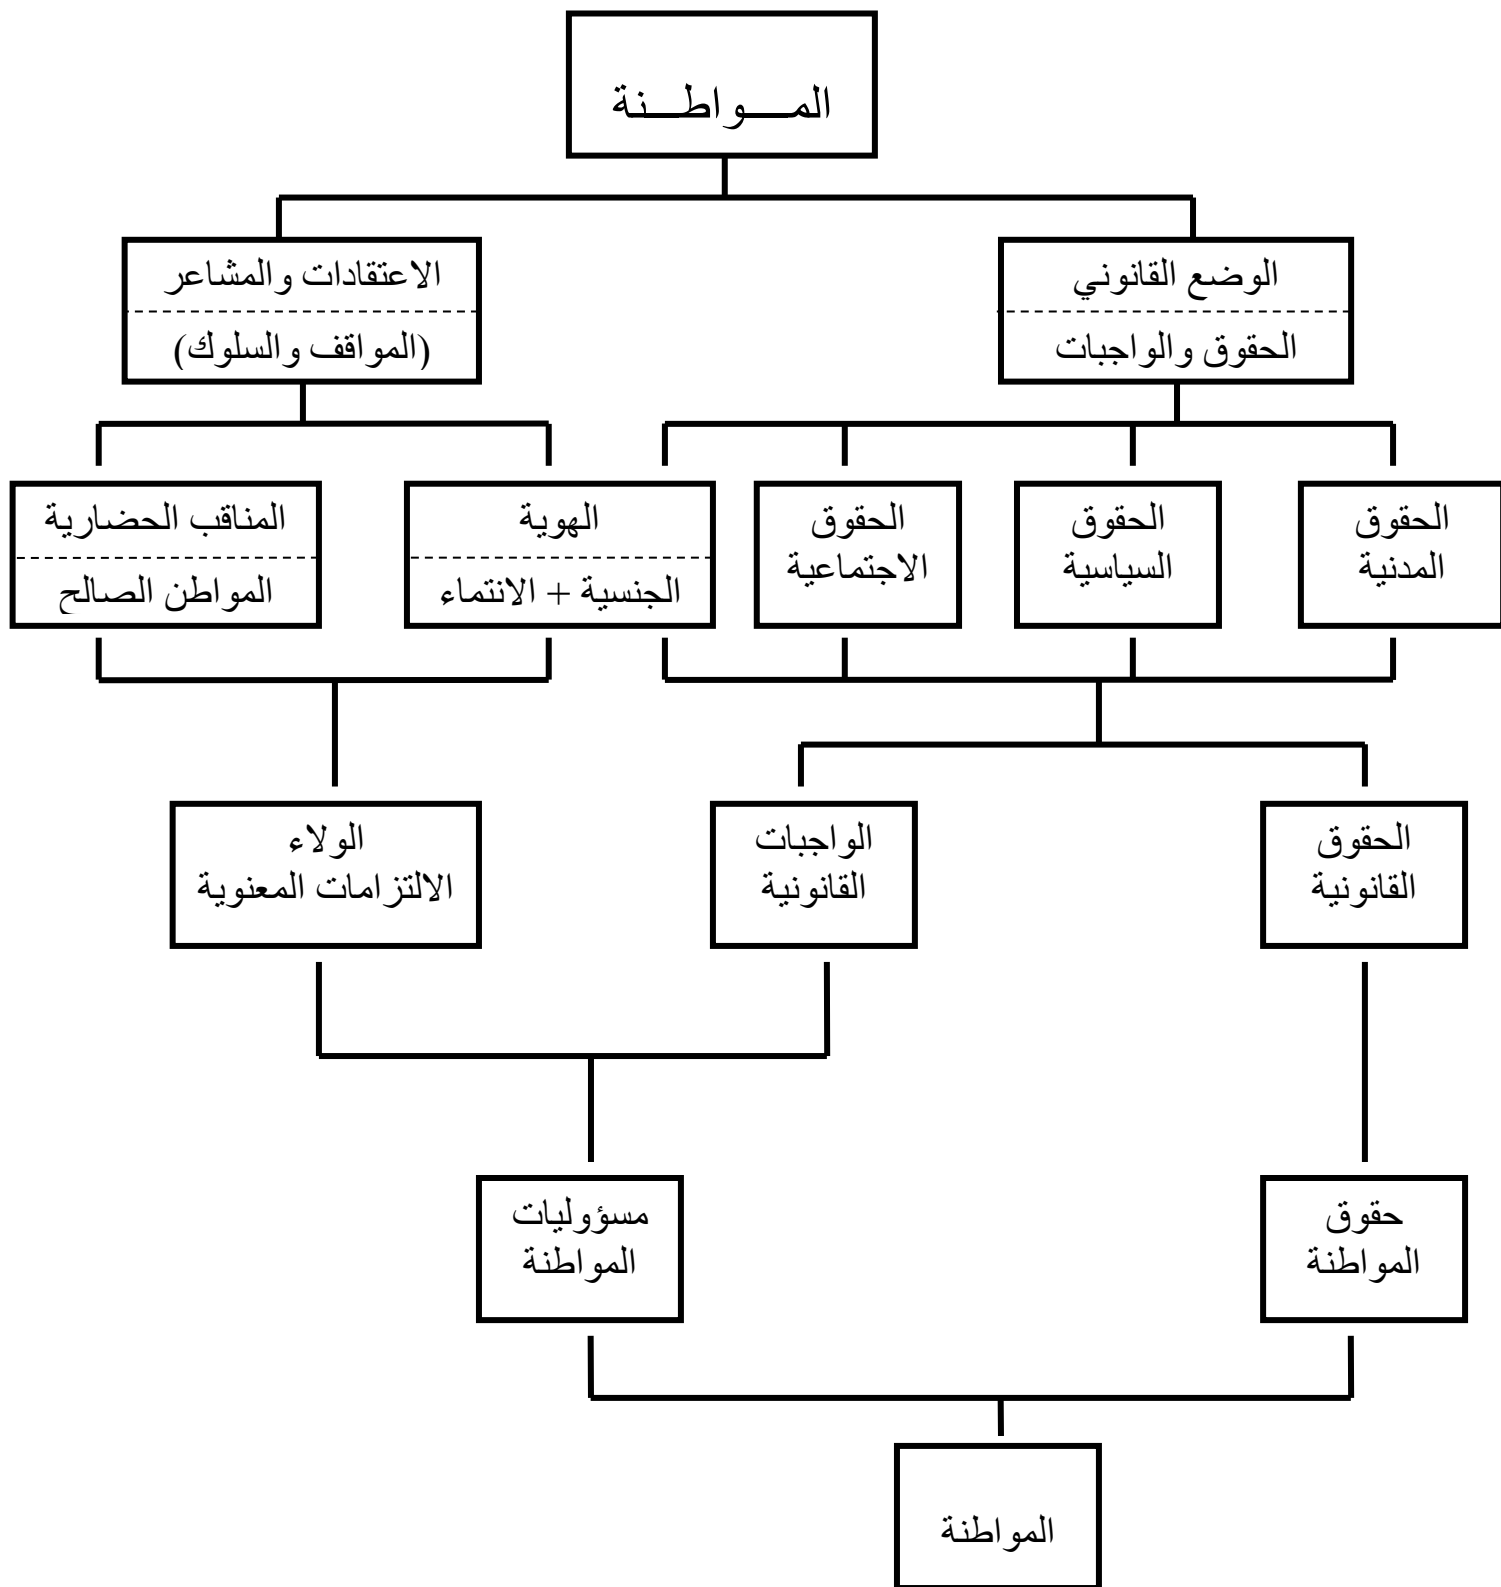 المـــواطـــنة
الوضع القانوني
الحقوق والواجبات
الاعتقادات والمشاعر
(المواقف والسلوك)
الحقوق
المدنية
الحقوق
السياسية
الحقوق
الاجتماعية
الهوية
الجنسية + الانتماء
المناقب الحضارية
المواطن الصالح
الحقوق
القانونية
الواجبات
القانونية
الولاء
الالتزامات المعنوية
حقوق
المواطنة
مسؤوليات
المواطنة
المواطنة